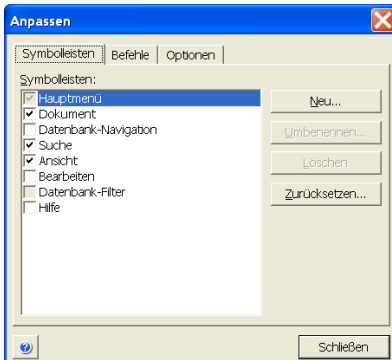 Anpassen
Symbolleisten Befehle Optionen
Symbolleisten:
Hauptmenü
Dokument
Datenbank-Navigation
Suche
Ansicht
Bearbeiten
Datenbank-Filter
Hilfe
Neu...
Umbenennen...
Löschen
Zurücksetzen...
?
Schließen